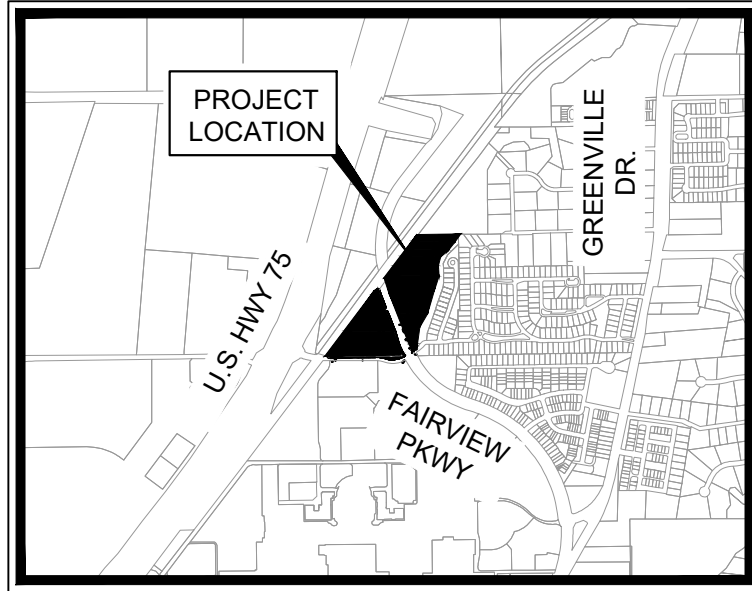 PROJECT
LOCATION
GREENVILLE
DR.
U.S. HWY 75
FAIRVIEW
PKWY